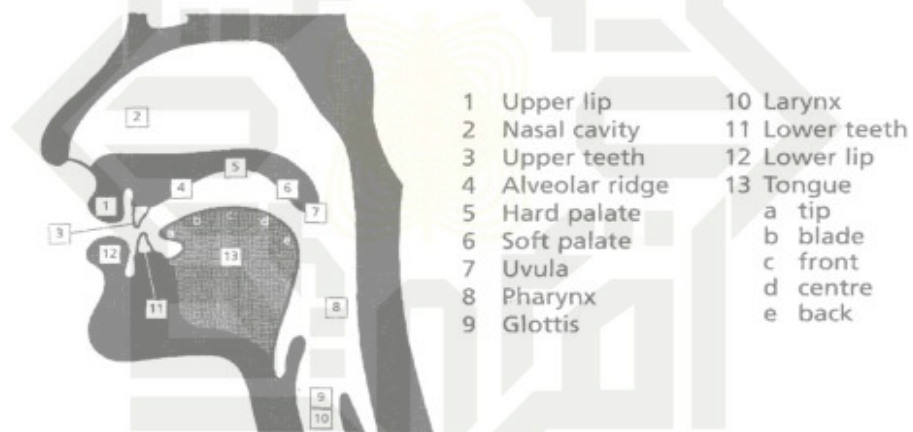 1 Upper lip
2 Nasal cavity
3 Upper teeth
4 Alveolar ridge
5 Hard palate
6 Soft palate
7 Uvula
8 Pharynx
9 Glottis
10 Larynx
11 Lower teeth
12 Lower lip
13 Tongue
a tip
b blade
c front
d centre
e back
2
5
4
6
1
7
3
b
c
d
a
e
12
13
11
8
9
10